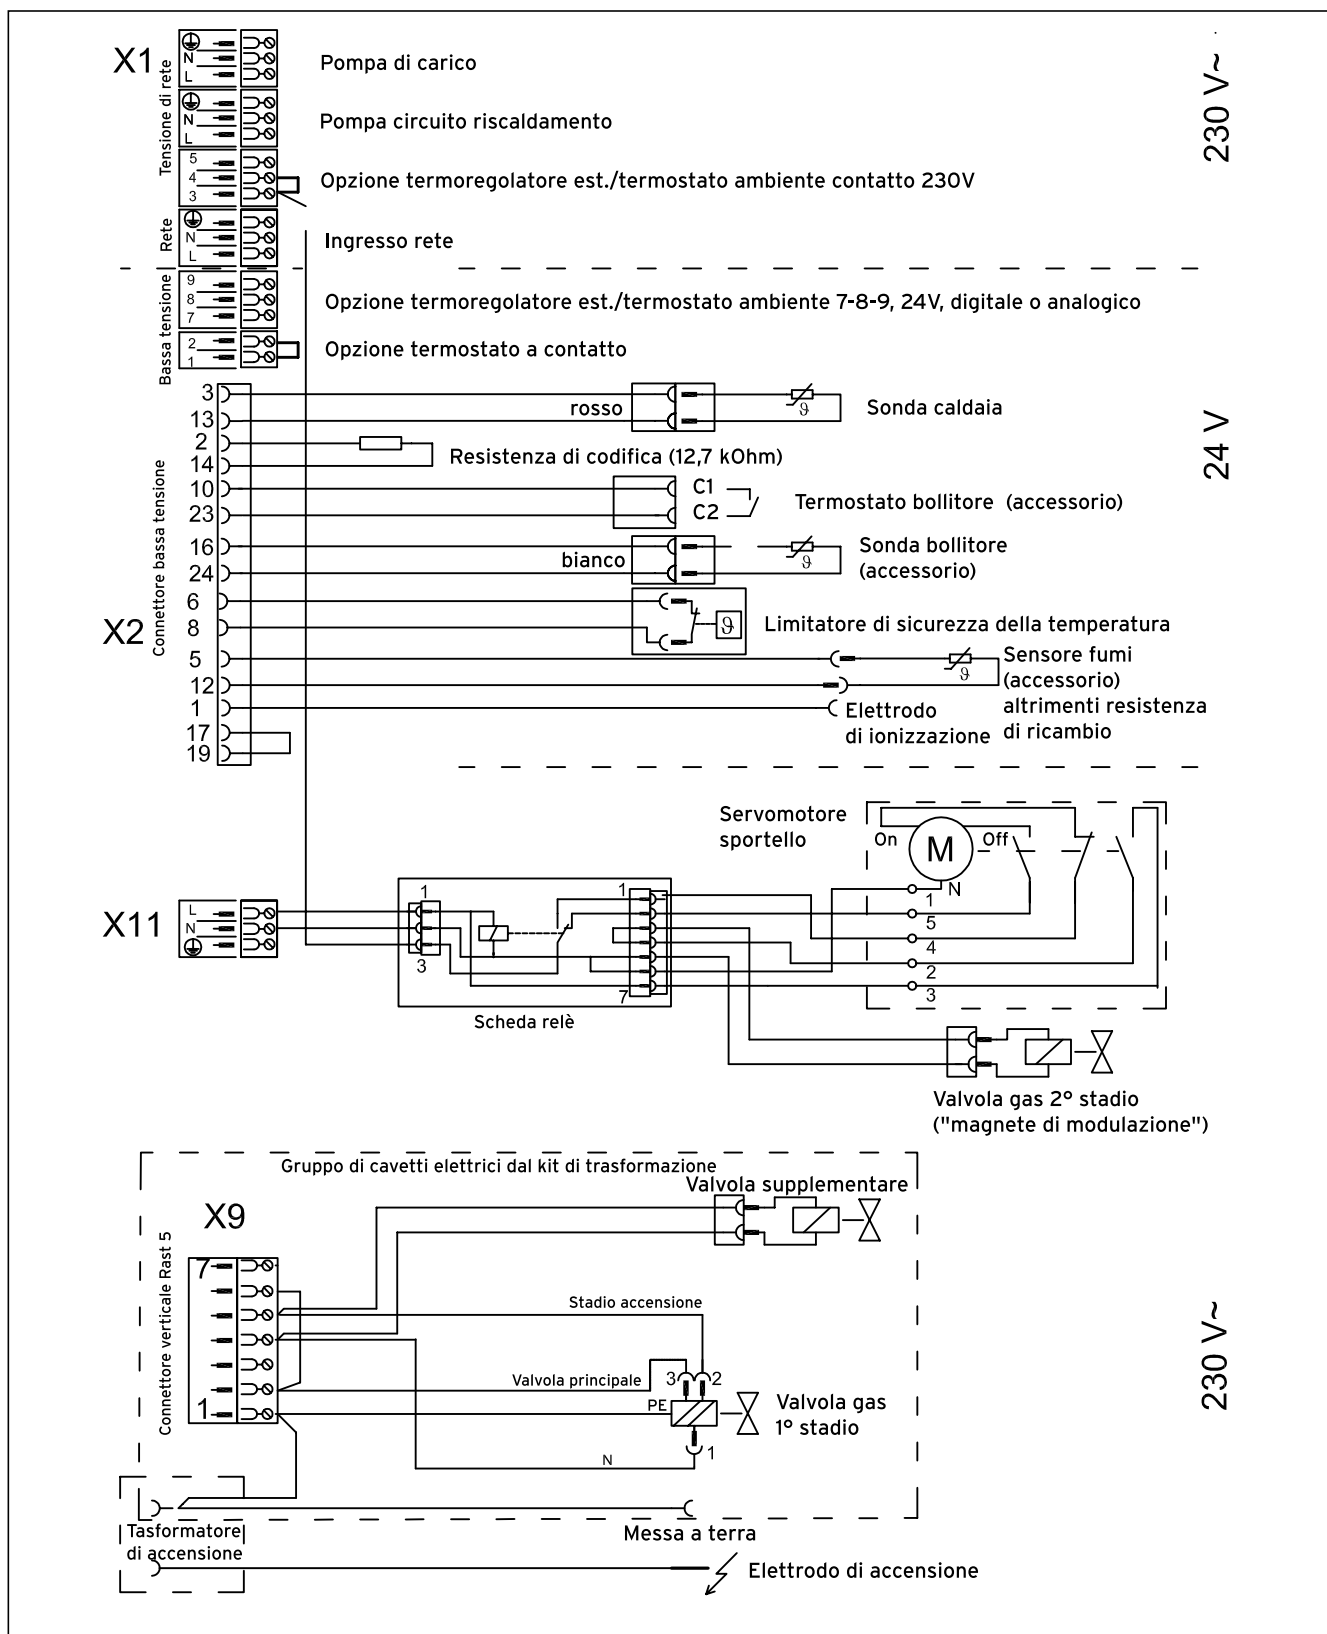 X1
Tensione di rete
N
L
Pompa di carico
N
L
Pompa circuito riscaldamento
5
4
3
Opzione termoregolatore est./termostato ambiente contatto 230V
230 V~
Rete
N
L
Ingresso rete
Bassa tensione
9
8
7
Opzione termoregolatore est./termostato ambiente 7-8-9, 24V, digitale o analogico
2
1
Opzione termostato a contatto
24 V
X2
Connettore bassa tensione
3
13
rosso
ϑ
Sonda caldaia
2
14
Resistenza di codifica (12,7 kOhm)
10
23
C1
C2
Termostato bollitore (accessorio)
16
24
bianco
ϑ
Sonda bollitore
(accessorio)
6
8
ϑ
Limitatore di sicurezza della temperatura
5
12
ϑ
Sensore fumi
(accessorio)
altrimenti resistenza
di ricambio
1
Elettrodo
di ionizzazione
17
19
Servomotore
sportello
On
M
Off
N
1
5
4
2
3
X11
L
N
1
3
1
7
Scheda relè
Valvola gas 2° stadio
("magnete di modulazione")
Gruppo di cavetti elettrici dal kit di trasformazione
Valvola supplementare
X9
Connettore verticale Rast 5
7
1
Stadio accensione
Valvola principale
3
2
PE
Valvola gas
1° stadio
N
1
230 V~
Tasformatore
di accensione
Messa a terra
Elettrodo di accensione